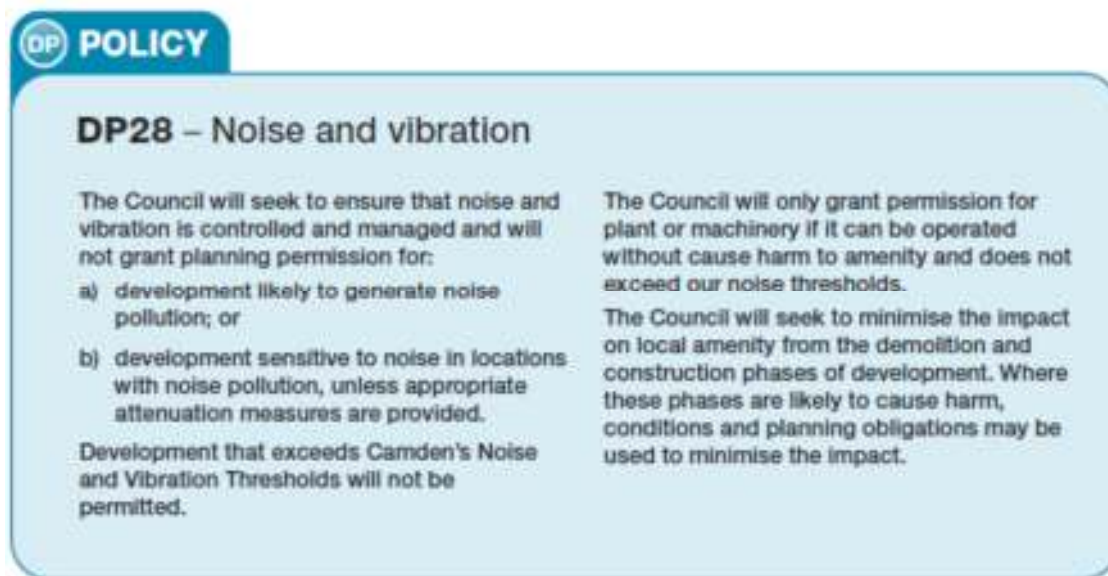 DP POLICY
DP28 – Noise and vibration
The Council will seek to ensure that noise and
vibration is controlled and managed and will
not grant planning permission for:
a) development likely to generate noise
pollution; or
b) development sensitive to noise in locations
with noise pollution, unless appropriate
attenuation measures are provided.
Development that exceeds Camden's Noise
and Vibration Thresholds will not be
permitted.
The Council will only grant permission for
plant or machinery if it can be operated
without cause harm to amenity and does not
exceed our noise thresholds.
The Council will seek to minimise the impact
on local amenity from the demolition and
construction phases of development. Where
these phases are likely to cause harm,
conditions and planning obligations may be
used to minimise the impact.